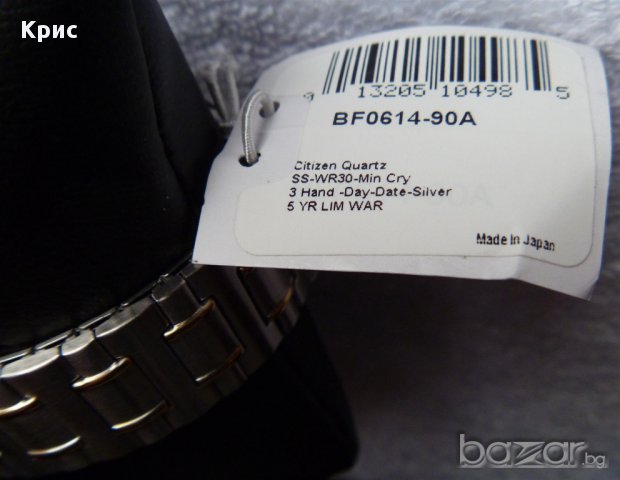 Крис
9 13205 10498 5
BF0614-90A
Citizen Quartz
SS-WR30-Min Cry
3 Hand -Day-Date-Silver
5 YR LIM WAR
Made In Japan
bazar.bg